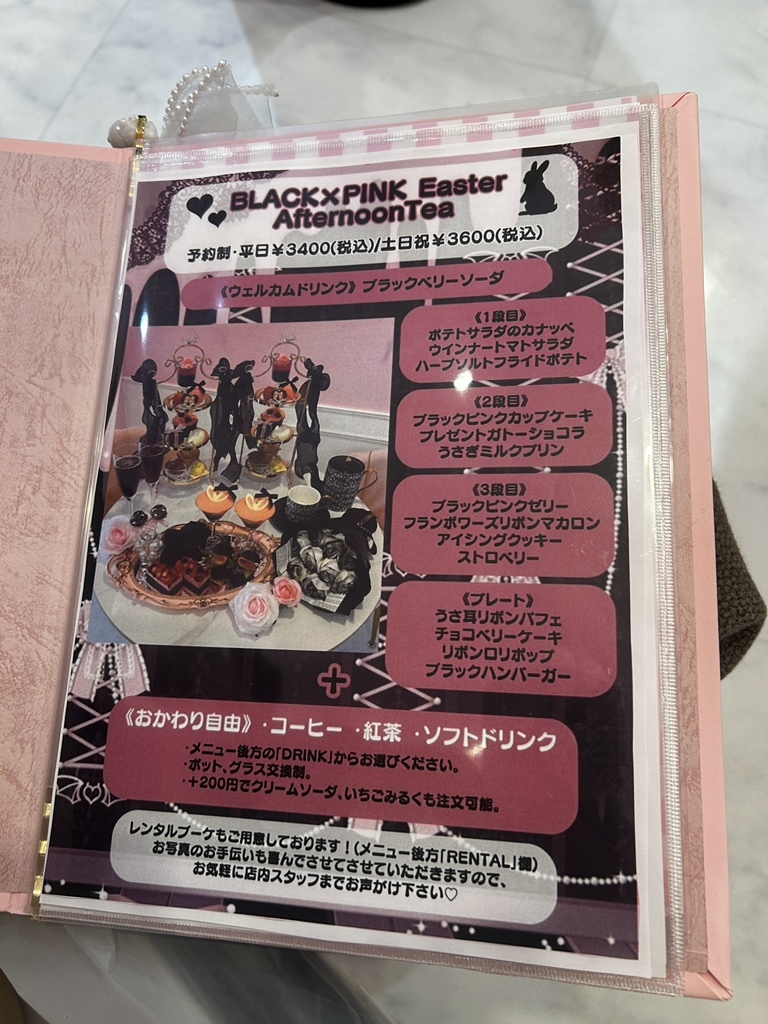 BLACK×PINK Easter
AfternoonTea
予約制・平日¥3400(税込)/土日祝¥3600(税込)
《ウェルカムドリンク》ブラックベリーソーダ
《1段目》
ポテトサラダのカナッペ
ウインナートマトサラダ
ハーブソルトフライドポテト
《2段目》
ブラックピンクカップケーキ
プレゼントガトーショコラ
うさぎミルクプリン
《3段目》
ブラックピンクゼリー
フランボワーズリボンマカロン
アイシングクッキー
ストロベリー
《プレート》
うさ耳リボンパフェ
チョコベリーケーキ
リボンロリポップ
ブラックハンバーガー
+
《おかわり自由》・コーヒー ・紅茶 ・ソフトドリンク
・メニュー後方の「DRINK」からお選びください。
・ポット、グラス交換制。
・+200円でクリームソーダ、いちごみるくも注文可能。
レンタルブーケもご用意しております!(メニュー後方「RENTAL」欄)
お写真のお手伝いも喜んでさせてさせていただきますので、
お気軽に店内スタッフまでお声がけ下さい♡